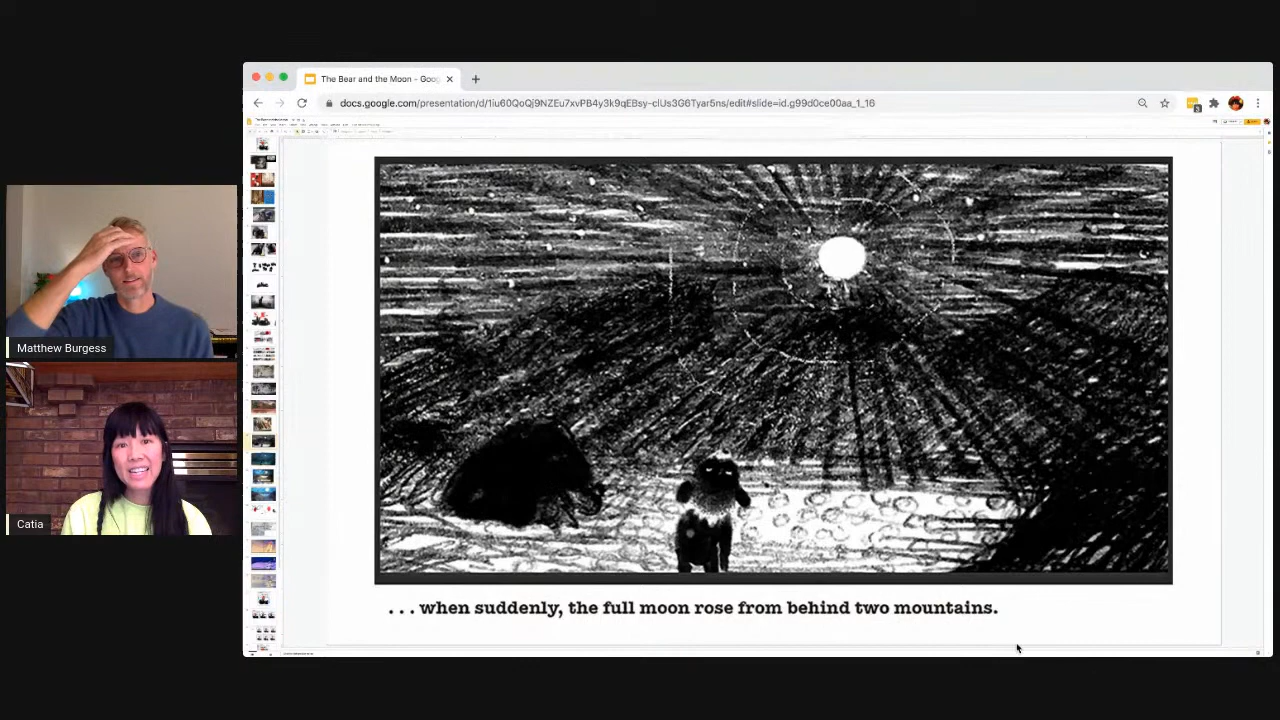 The Bear and the Moon - Goog
docs.google.com/presentation/d/1iu60QoQj9NZEu7xvPB4y3k9qEBsy-clUs3G6Tyar5ns/edit#slide=id.g99d0ce00aa_1_16
Matthew Burgess
Catia
. . . when suddenly, the full moon rose from behind two mountains.